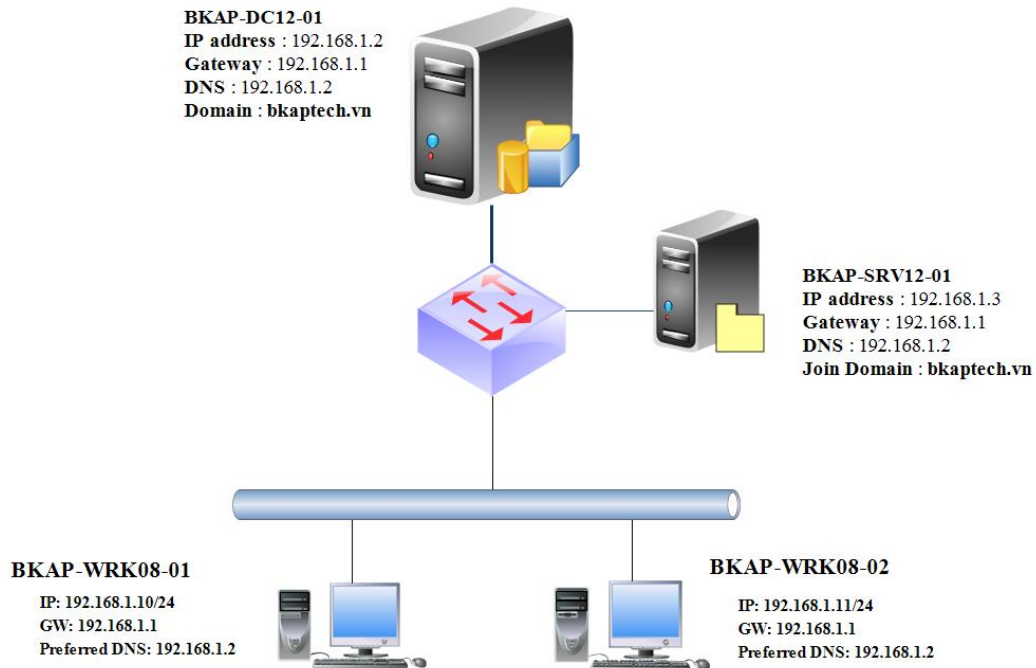 BKAP-DC12-01
IP address : 192.168.1.2
Gateway : 192.168.1.1
DNS : 192.168.1.2
Domain : bkaptech.vn
BKAP-SRV12-01
IP address : 192.168.1.3
Gateway : 192.168.1.1
DNS : 192.168.1.2
Join Domain : bkaptech.vn
BKAP-WRK08-01
IP: 192.168.1.10/24
GW: 192.168.1.1
Preferred DNS: 192.168.1.2
BKAP-WRK08-02
IP: 192.168.1.11/24
GW: 192.168.1.1
Preferred DNS: 192.168.1.2